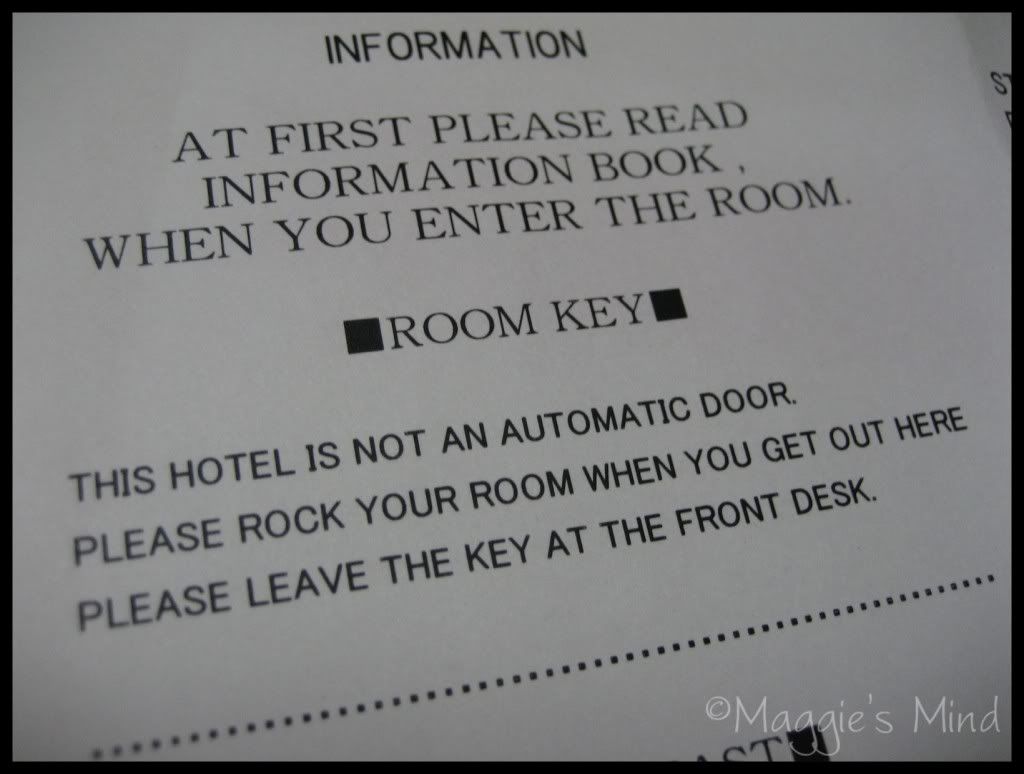 INFORMATION
AT FIRST PLEASE READ
INFORMATION BOOK ,
WHEN YOU ENTER THE ROOM.
■ROOM KEY■
THIS HOTEL IS NOT AN AUTOMATIC DOOR.
PLEASE ROCK YOUR ROOM WHEN YOU GET OUT HERE
PLEASE LEAVE THE KEY AT THE FRONT DESK.
©Maggie's Mind